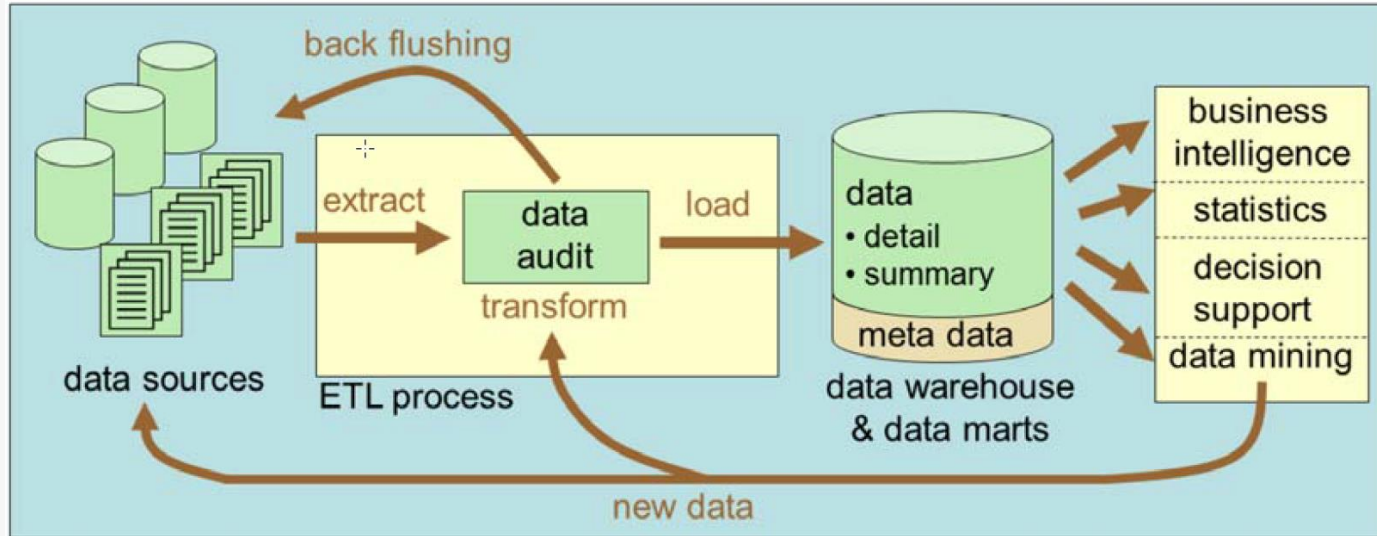 back flushing
business
intelligence
extract
data
audit
load
data
• detail
• summary
statistics
decision
support
transform
meta data
data mining
data sources
ETL process
data warehouse
& data marts
new data